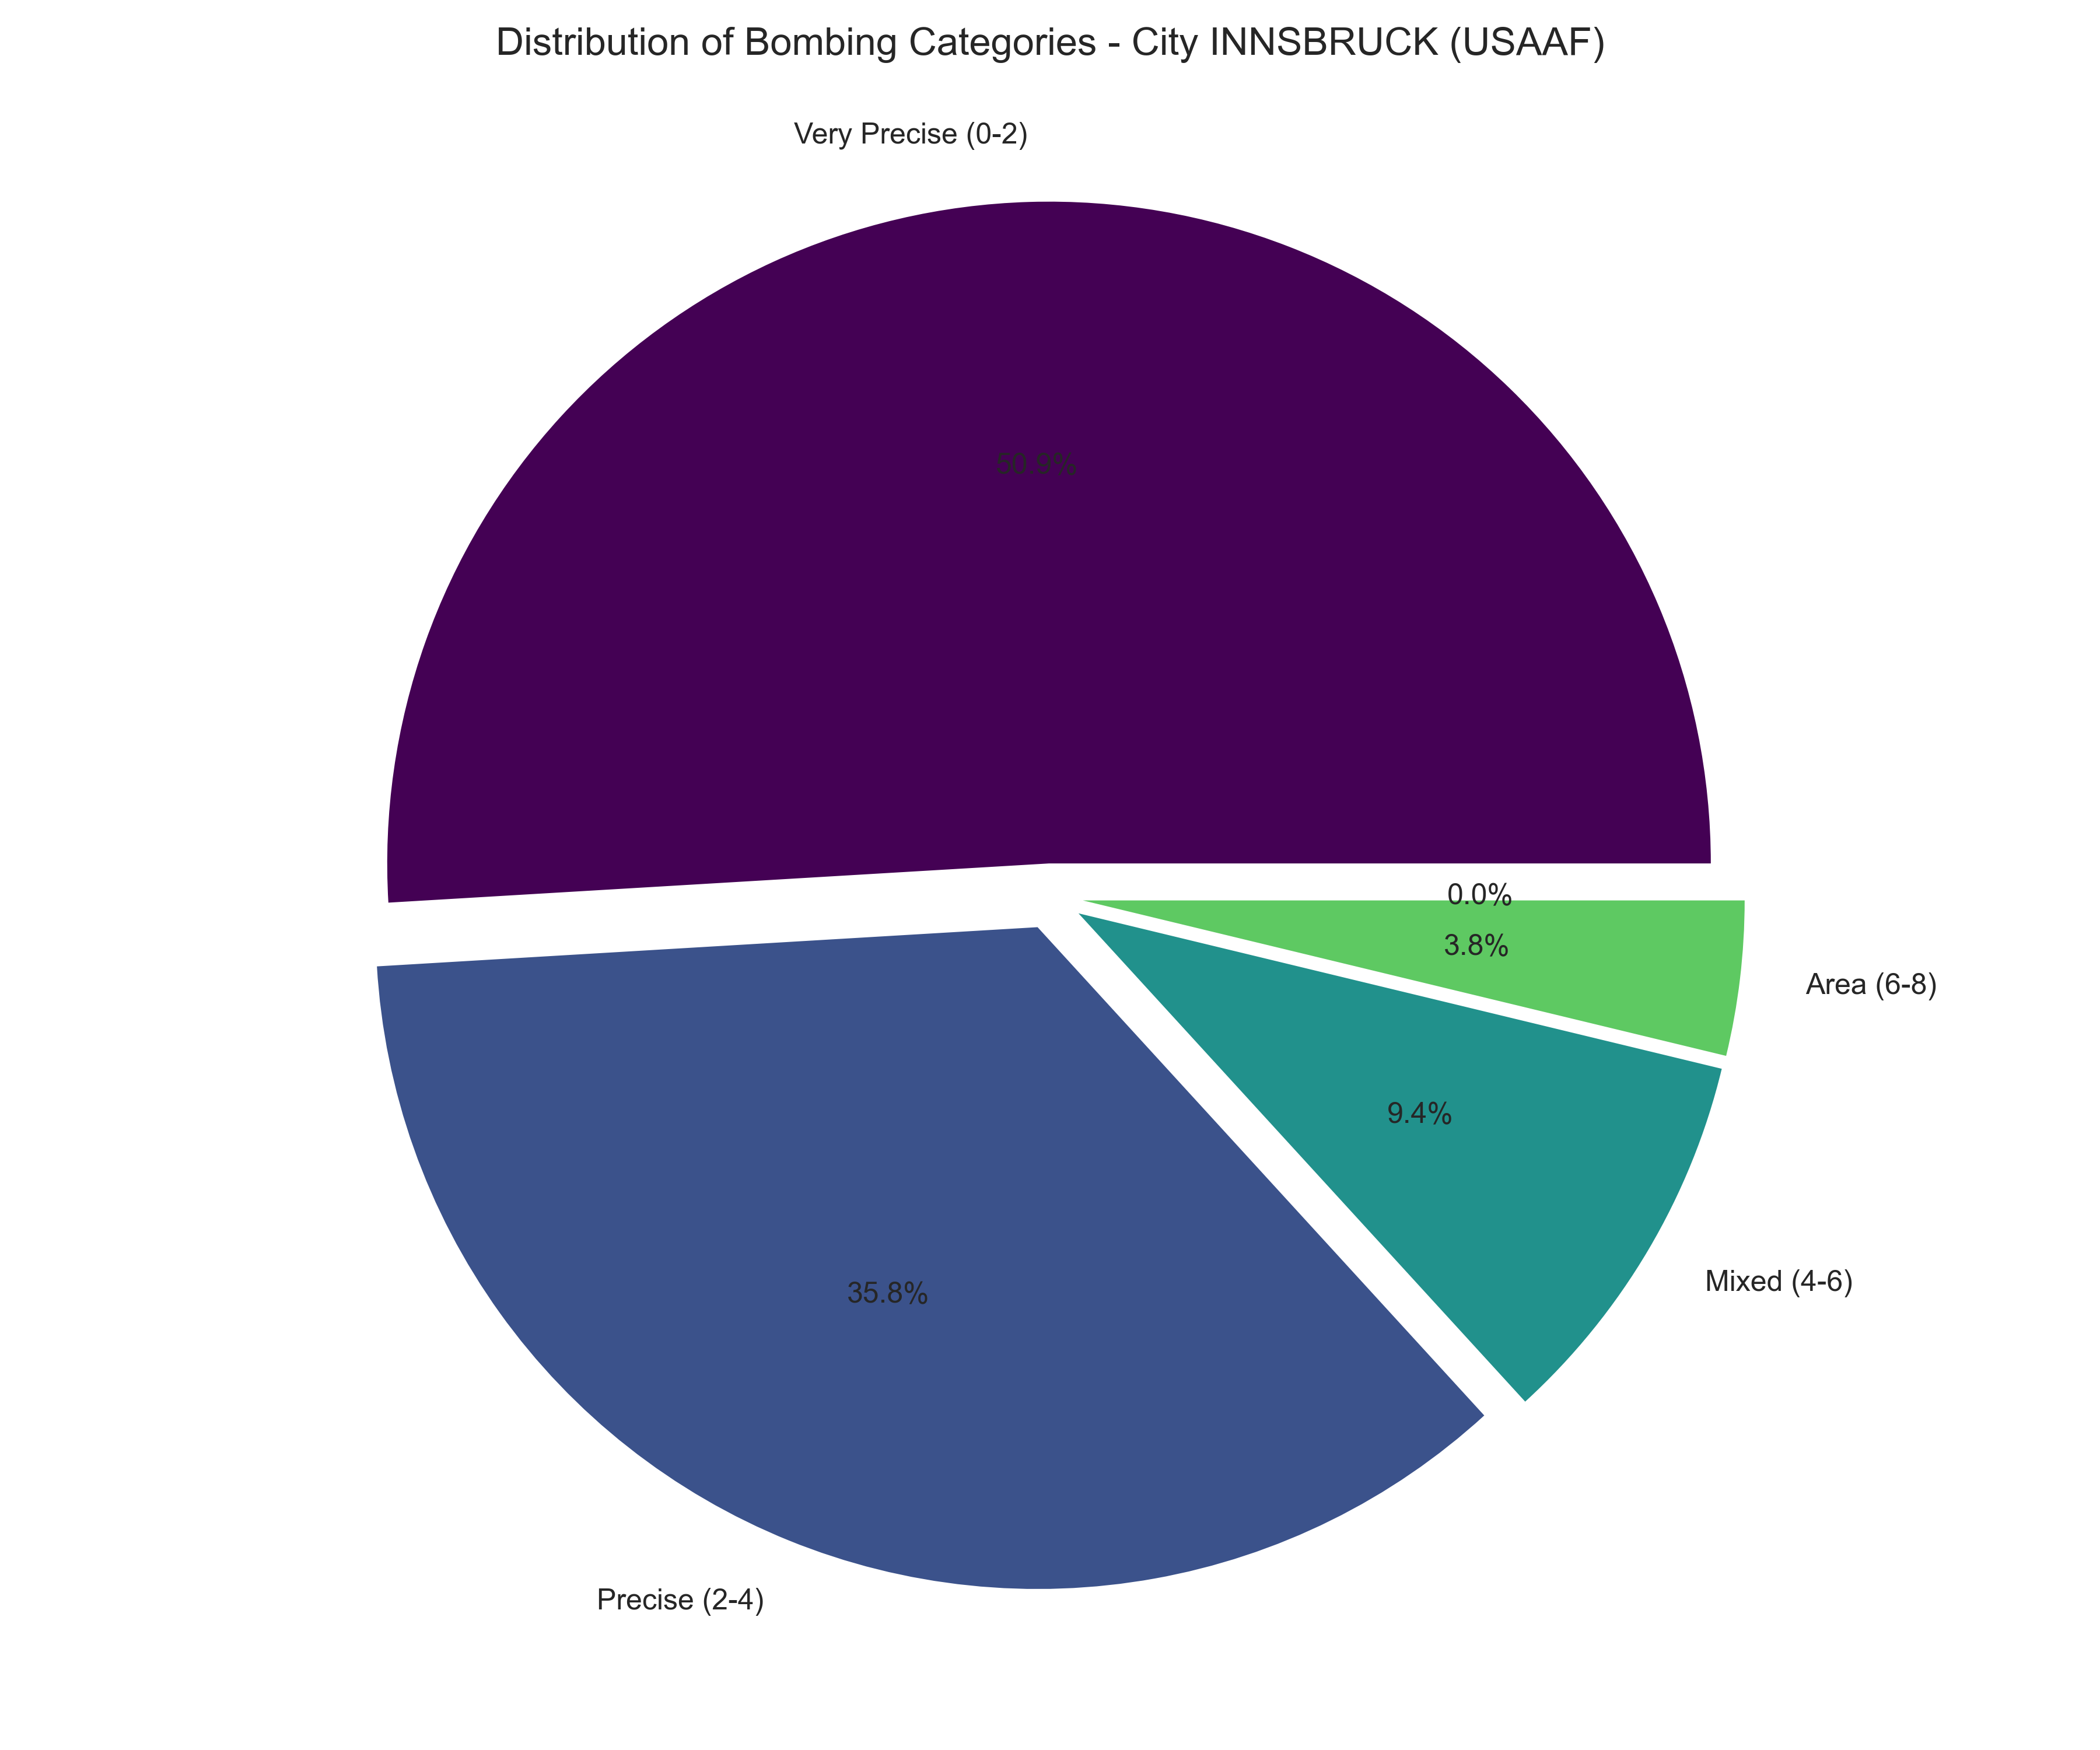 Distribution of Bombing Categories - City INNSBRUCK (USAAF)
Very Precise (0-2)
50.9%
0.0%
3.8%
Area (6-8)
9.4%
Mixed (4-6)
35.8%
Precise (2-4)